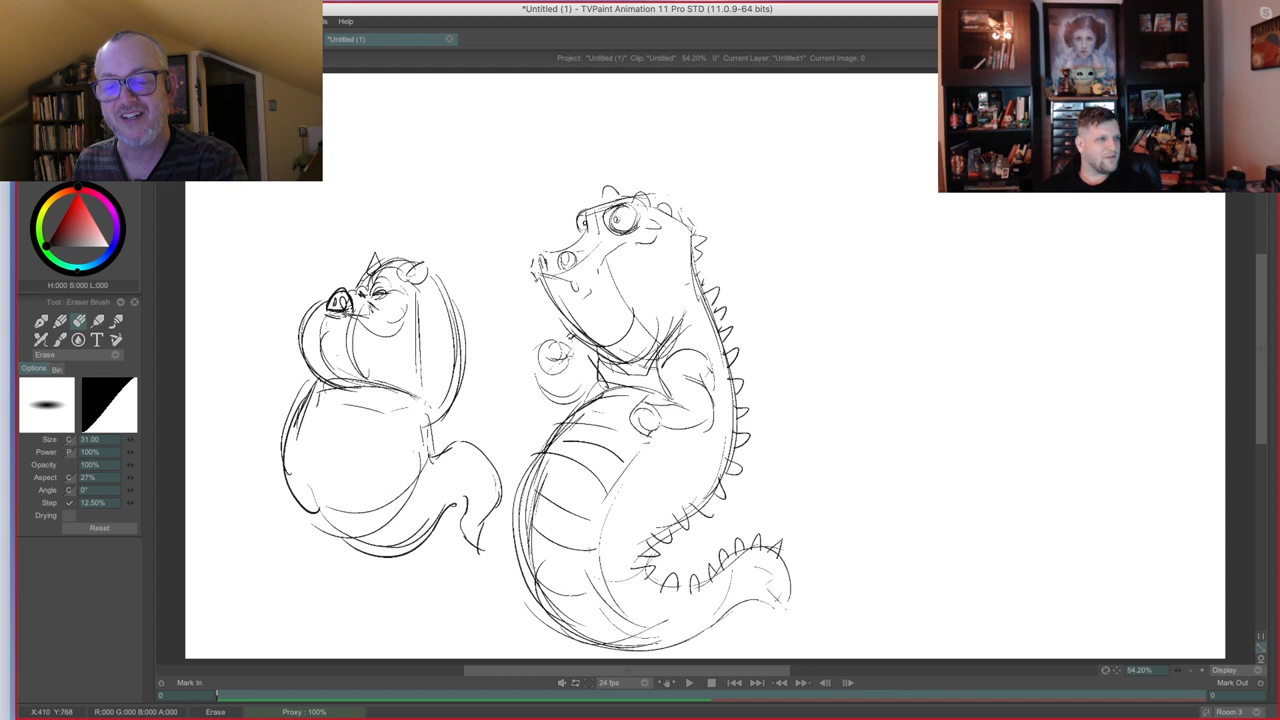 *Untitled (1) - TVPaint Animation 11 Pro STD (11.0.9-64 bits)
Help
*Untitled (1)
Project: "Untitled (1)" Clip: "Untitled" 54.20% 0° Current Layer: "Untitled1" Current Image: 0
H:000 S:000 L:000
Tool : Eraser Brush
T
Erase
Options Bin
Size C 31.00
Power P 100%
Opacity 100%
Aspect C 27%
Angle C 0°
Step 12.50%
Drying
Reset
54.20% Display
Mark In 24 fps Mark Out
0 0
X:410 Y:768 R:000 G:000 B:000 A:000 Erase Proxy : 100% Room 3